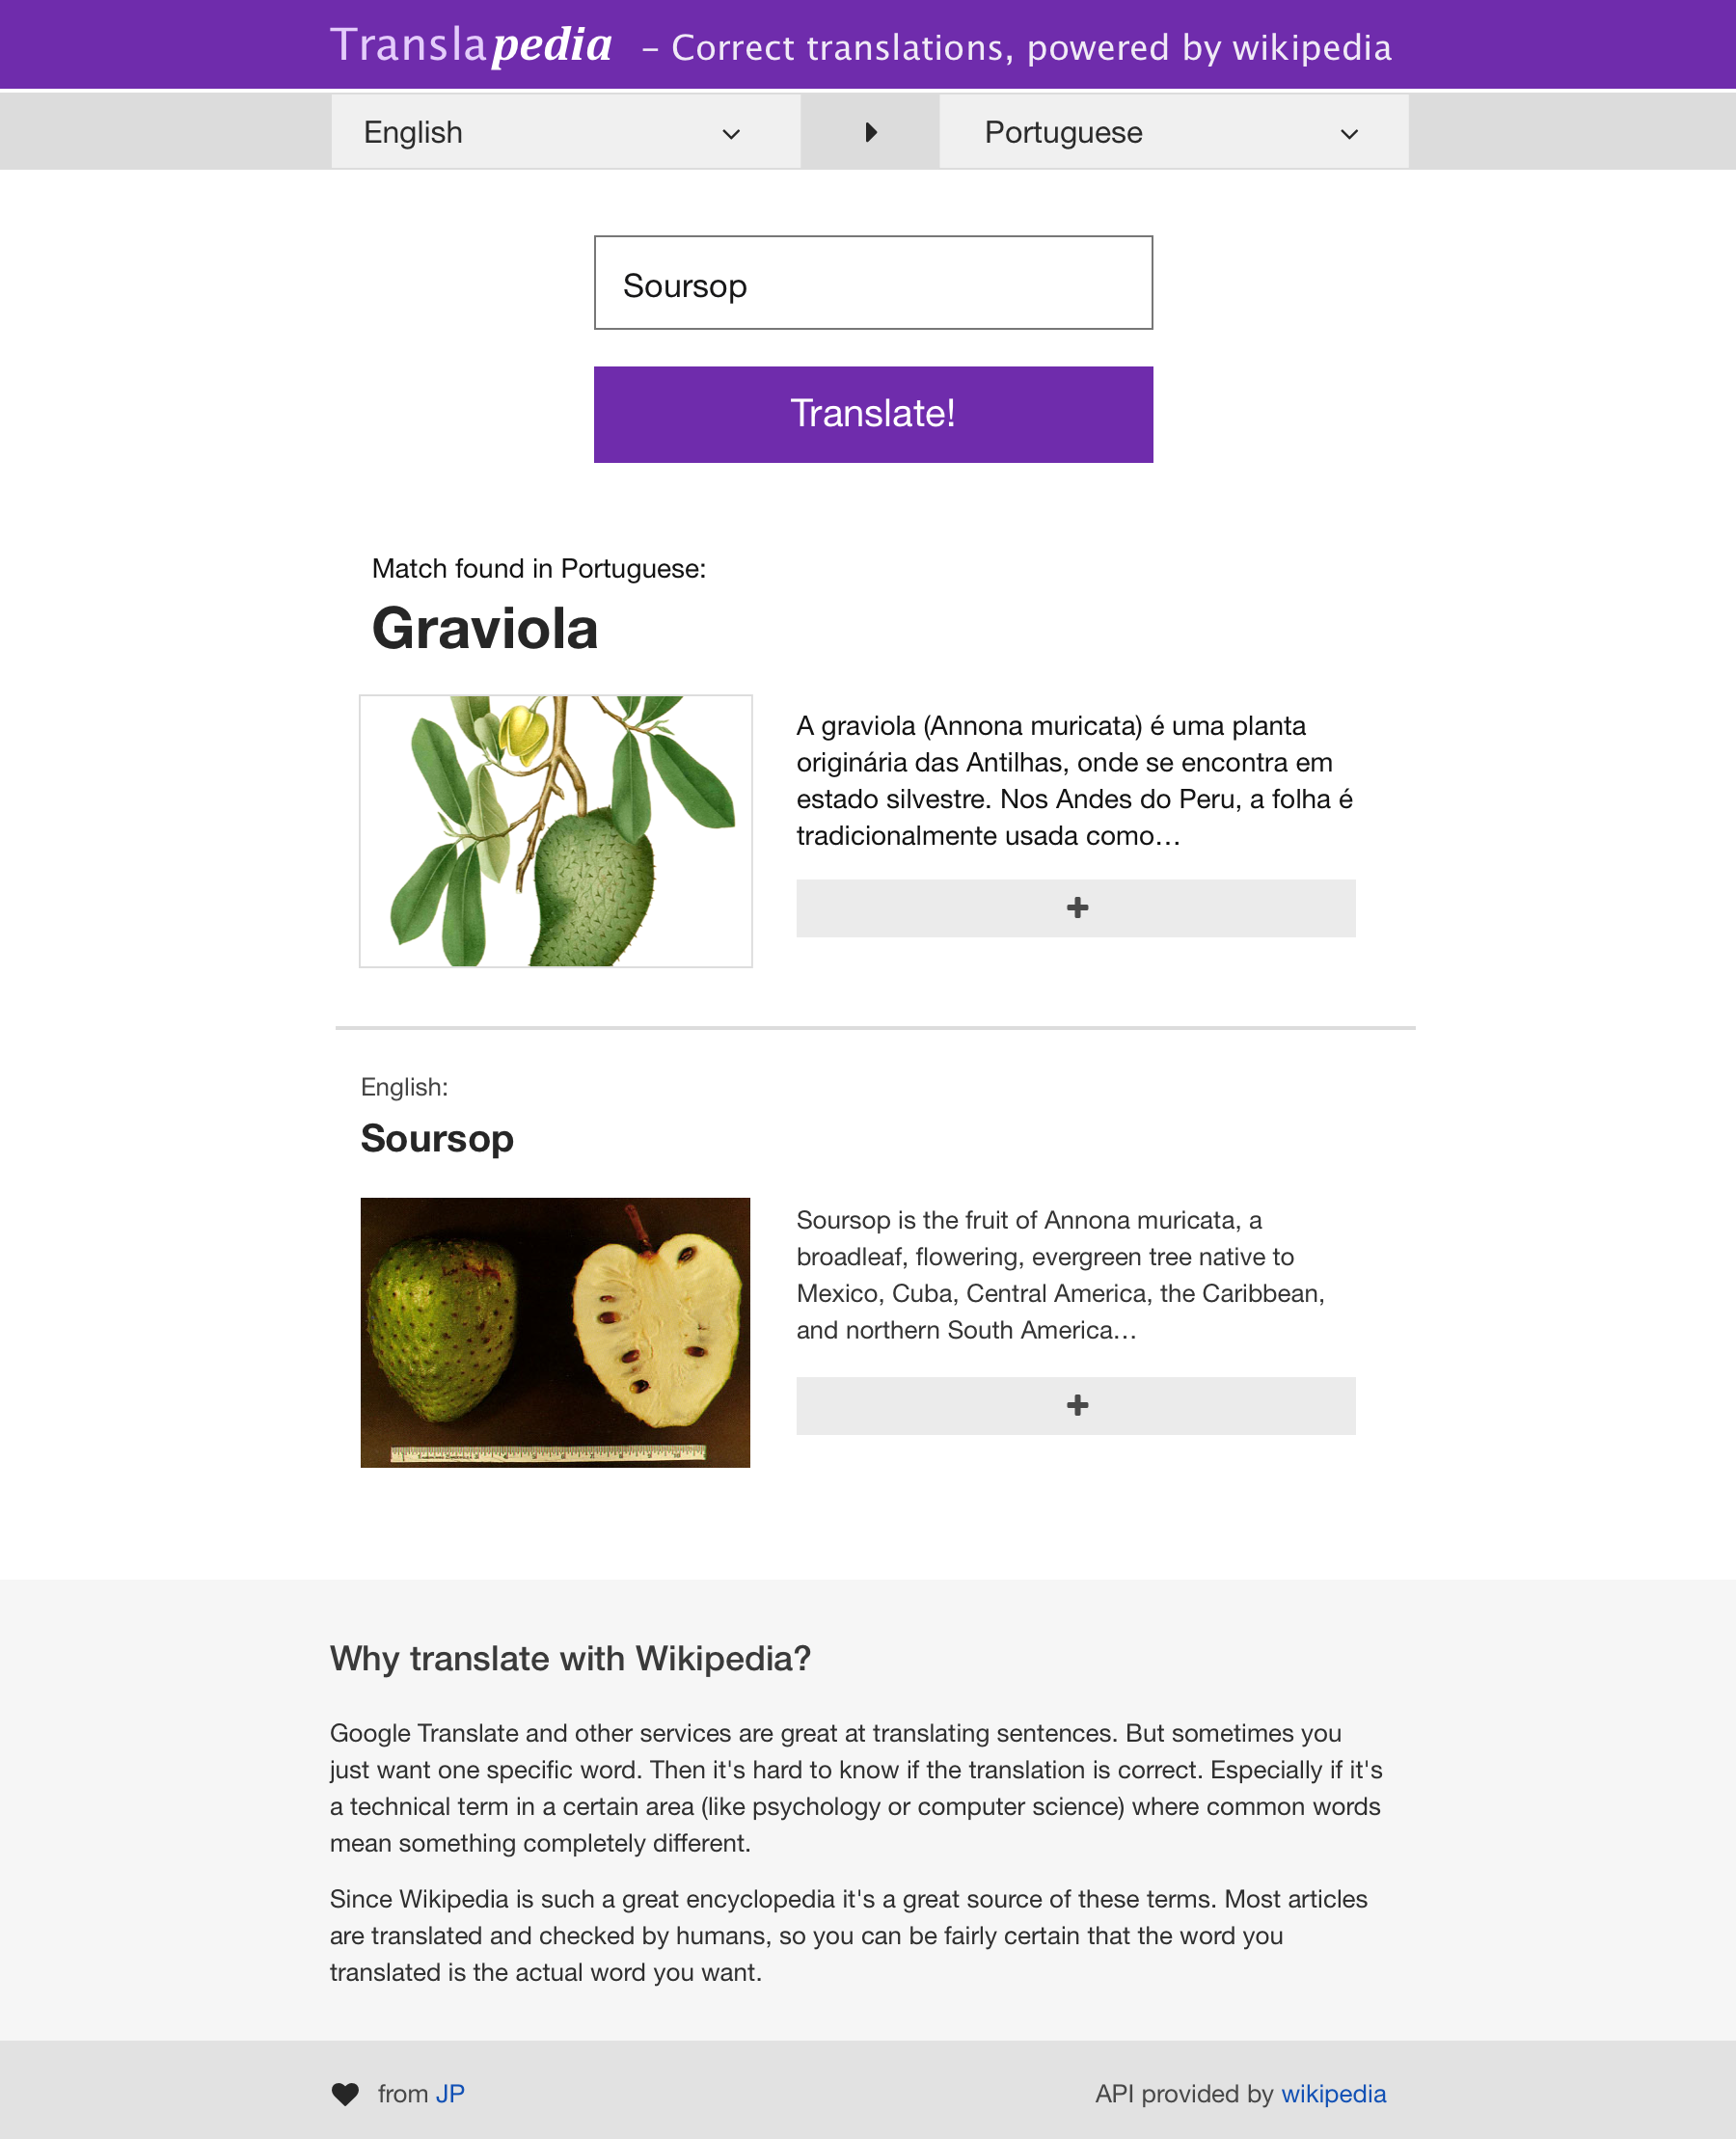 Translapedia – Correct translations, powered by wikipedia
English
Portuguese
Soursop
Translate!
Match found in Portuguese:
Graviola
A graviola (Annona muricata) é uma planta
originária das Antilhas, onde se encontra em
estado silvestre. Nos Andes do Peru, a folha é
tradicionalmente usada como…
English:
Soursop
Soursop is the fruit of Annona muricata, a
broadleaf, flowering, evergreen tree native to
Mexico, Cuba, Central America, the Caribbean,
and northern South America…
Why translate with Wikipedia?
Google Translate and other services are great at translating sentences. But sometimes you
just want one specific word. Then it's hard to know if the translation is correct. Especially if it's
a technical term in a certain area (like psychology or computer science) where common words
mean something completely different.
Since Wikipedia is such a great encyclopedia it's a great source of these terms. Most articles
are translated and checked by humans, so you can be fairly certain that the word you
translated is the actual word you want.
from JP
API provided by wikipedia